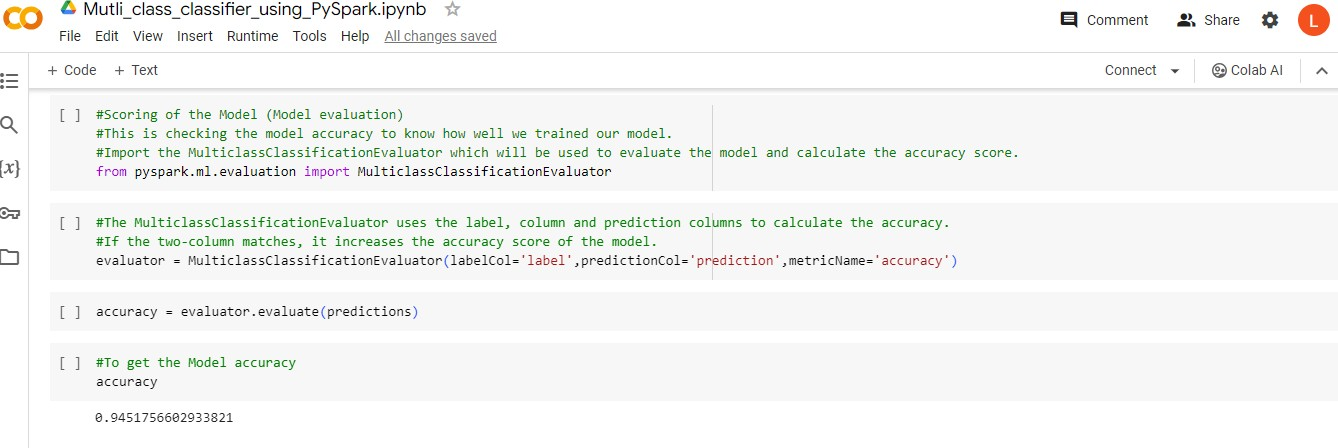 Mutli_class_classifier_using_PySpark.ipynb
File Edit View Insert Runtime Tools Help All changes saved
Comment Share L
+ Code + Text Connect Colab AI
[ ] #Scoring of the Model (Model evaluation)
#This is checking the model accuracy to know how well we trained our model.
#Import the MulticlassClassificationEvaluator which will be used to evaluate the model and calculate the accuracy score.
{x} from pyspark.ml.evaluation import MulticlassClassificationEvaluator
[ ] #The MulticlassClassificationEvaluator uses the label, column and prediction columns to calculate the accuracy.
#If the two-column matches, it increases the accuracy score of the model.
evaluator = MulticlassClassificationEvaluator(labelCol='label',predictionCol='prediction',metricName='accuracy')
[ ] accuracy = evaluator.evaluate(predictions)
[ ] #To get the Model accuracy
accuracy
0.9451756602933821